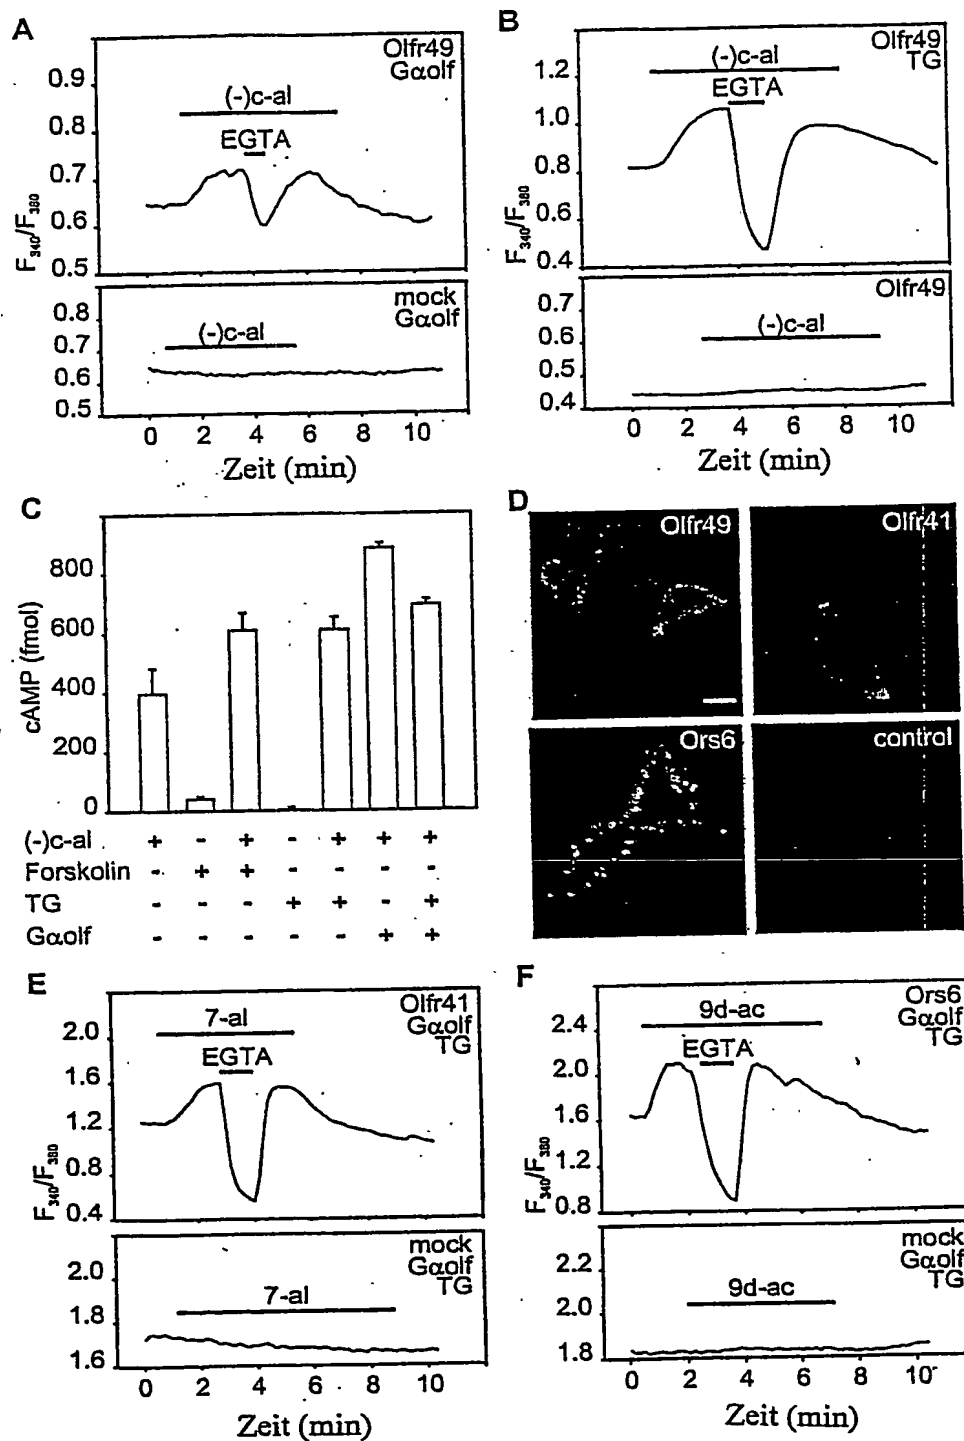 A
Olfr49
Gαolf
(-)c-al
EGTA
0.9
0.8
0.7
0.6
0.5
F340/F380
mock
Gαolf
(-)c-al
0.8
0.7
0.6
0.5
0 2 4 6 8 10
Zeit (min)
B
Olfr49
TG
(-)c-al
EGTA
1.2
1.0
0.8
0.6
0.4
F340/F380
Olfr49
(-)c-al
0.7
0.6
0.5
0.4
0 2 4 6 8 10
Zeit (min)
C
cAMP (fmol)
800
600
400
200
0
(-)c-al + - + - + + +
Forskolin - + + - - - -
TG - - - + + - +
Gαolf - - - - - + +
D
Olfr49
Olfr41
Ors6
control
E
Olfr41
Gαolf
TG
7-al
EGTA
2.0
1.6
1.2
0.8
0.4
F340/F380
mock
Gαolf
TG
7-al
2.0
1.8
1.6
0 2 4 6 8 10
Zeit (min)
F
Ors6
Gαolf
TG
9d-ac
EGTA
2.4
2.0
1.6
1.2
0.8
F340/F380
mock
Gαolf
TG
9d-ac
2.2
2.0
1.8
0 2 4 6 8 10
Zeit (min)